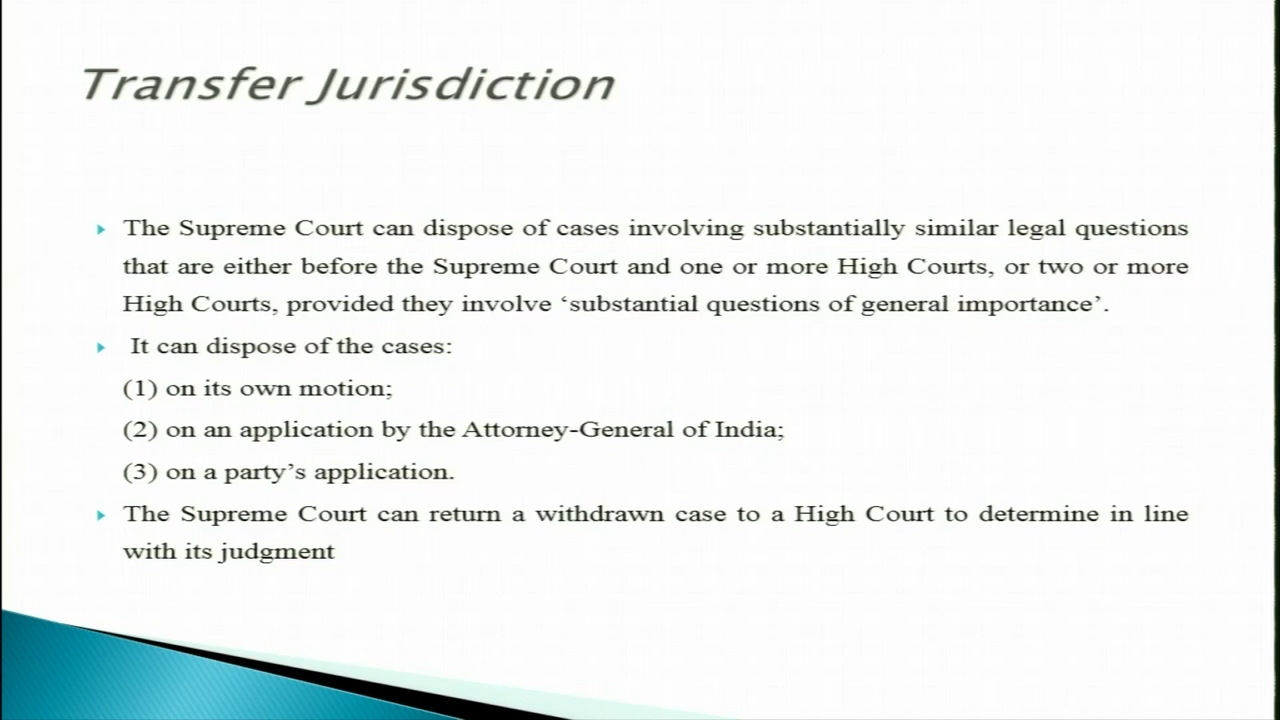 Transfer Jurisdiction
The Supreme Court can dispose of cases involving substantially similar legal questions
that are either before the Supreme Court and one or more High Courts, or two or more
High Courts, provided they involve ‘substantial questions of general importance’.
It can dispose of the cases:
(1) on its own motion;
(2) on an application by the Attorney-General of India;
(3) on a party’s application.
The Supreme Court can return a withdrawn case to a High Court to determine in line
with its judgment